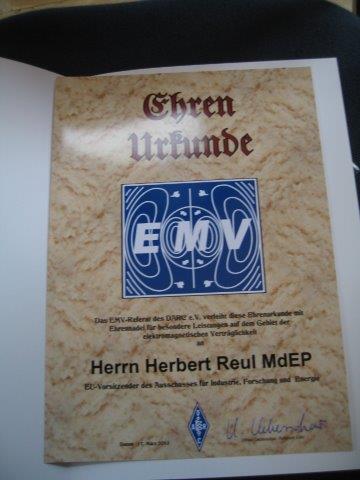 Ehren
Urkunde
EMV
Das EMV-Referat des DARC e.V. verleiht diese Ehrenurkunde mit
Ehrennadel für besondere Leistungen auf dem Gebiet der
elektromagnetischen Verträglichkeit
an
Herrn Herbert Reul MdEP
EU-Vorsitzender des Ausschusses für Industrie, Forschung und Energie
DARC